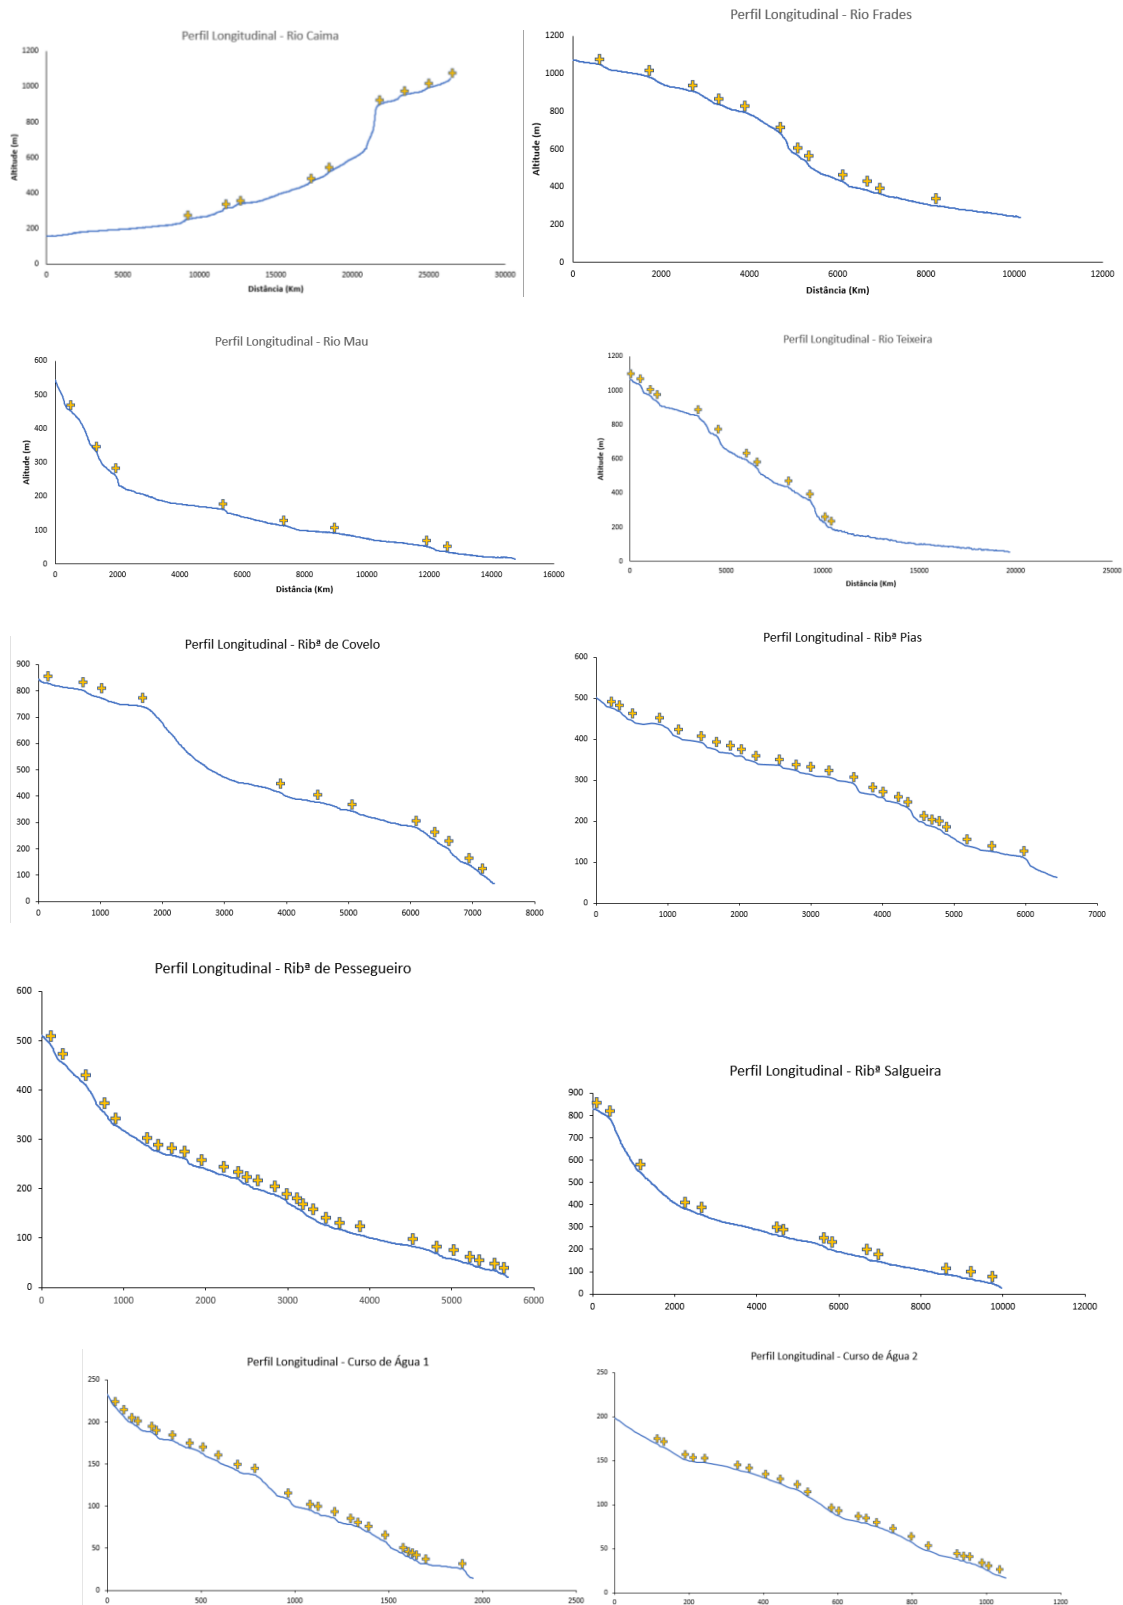 Perfil Longitudinal - Rio Caima
1200
1000
800
600
400
200
0
Altitude (m)
0 5000 10000 15000 20000 25000 30000
Distância (Km)
Perfil Longitudinal - Rio Frades
1200
1000
800
600
400
200
0
Altitude (m)
0 2000 4000 6000 8000 10000 12000
Distância (Km)
Perfil Longitudinal - Rio Mau
600
500
400
300
200
100
0
Altitude (m)
0 2000 4000 6000 8000 10000 12000 14000 16000
Distância (Km)
Perfil Longitudinal - Rio Teixeira
1200
1000
800
600
400
200
0
Altitude (m)
0 5000 10000 15000 20000 25000
Distância (Km)
Perfil Longitudinal - Ribª de Covelo
900
800
700
600
500
400
300
200
100
0
0 1000 2000 3000 4000 5000 6000 7000 8000
Perfil Longitudinal - Ribª Pias
600
500
400
300
200
100
0
0 1000 2000 3000 4000 5000 6000 7000
Perfil Longitudinal - Ribª de Pessegueiro
600
500
400
300
200
100
0
0 1000 2000 3000 4000 5000 6000
Perfil Longitudinal - Ribª Salgueira
900
800
700
600
500
400
300
200
100
0
0 2000 4000 6000 8000 10000 12000
Perfil Longitudinal - Curso de Água 1
250
200
150
100
50
0
0 500 1000 1500 2000 2500
Perfil Longitudinal - Curso de Água 2
250
200
150
100
50
0
0 200 400 600 800 1000 1200